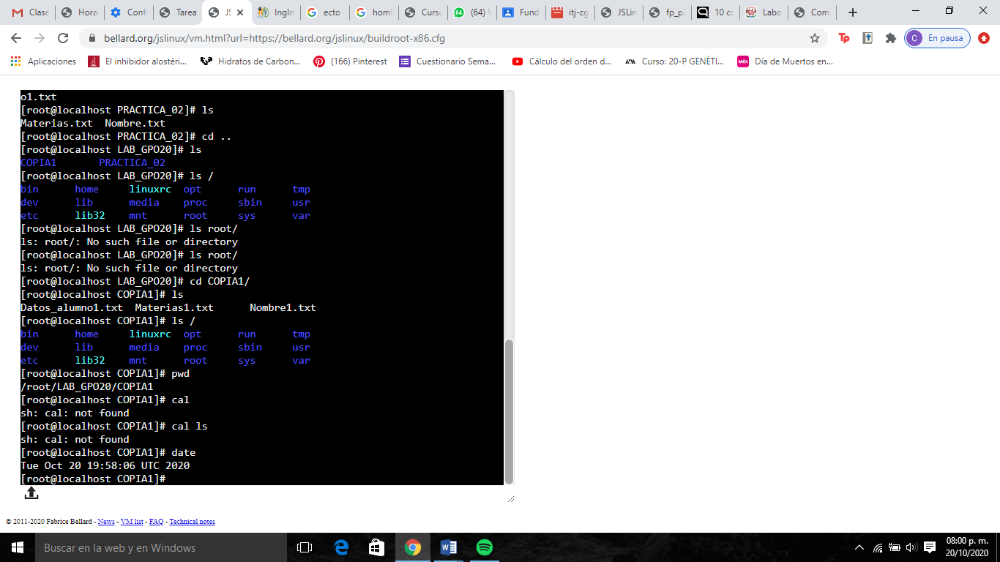 Clase
Hora
Confi
Tarea
JS
IngIn
ecto
homl
Curso
64
(64) \
Fund
itj-cg
JSLin
fp_p2
10 cc
Labo
Com
bellard.org/jslinux/vm.html?url=https://bellard.org/jslinux/buildroot-x86.cfg
Tp
C
En pausa
Aplicaciones
El inhibidor alostéri...
Hidratos de Carbon...
(166) Pinterest
Cuestionario Sema...
Cálculo del orden d...
Curso: 20-P GENÉTI...
Día de Muertos en...
o1.txt
[root@localhost PRACTICA_02]# ls
Materias.txt  Nombre.txt
[root@localhost PRACTICA_02]# cd ..
[root@localhost LAB_GPO20]# ls
COPIA1       PRACTICA_02
[root@localhost LAB_GPO20]# ls /
bin      home     linuxrc  opt      run      tmp
dev      lib      media    proc     sbin     usr
etc      lib32    mnt      root     sys      var
[root@localhost LAB_GPO20]# ls root/
ls: root/: No such file or directory
[root@localhost LAB_GPO20]# ls root/
ls: root/: No such file or directory
[root@localhost LAB_GPO20]# cd COPIA1/
[root@localhost COPIA1]# ls
Datos_alumno1.txt  Materias1.txt      Nombre1.txt
[root@localhost COPIA1]# ls /
bin      home     linuxrc  opt      run      tmp
dev      lib      media    proc     sbin     usr
etc      lib32    mnt      root     sys      var
[root@localhost COPIA1]# pwd
/root/LAB_GPO20/COPIA1
[root@localhost COPIA1]# cal
sh: cal: not found
[root@localhost COPIA1]# cal ls
sh: cal: not found
[root@localhost COPIA1]# date
Tue Oct 20 19:58:06 UTC 2020
[root@localhost COPIA1]#
© 2011-2020 Fabrice Bellard - News - VM list - FAQ - Technical notes
Buscar en la web y en Windows
08:00 p. m.
20/10/2020